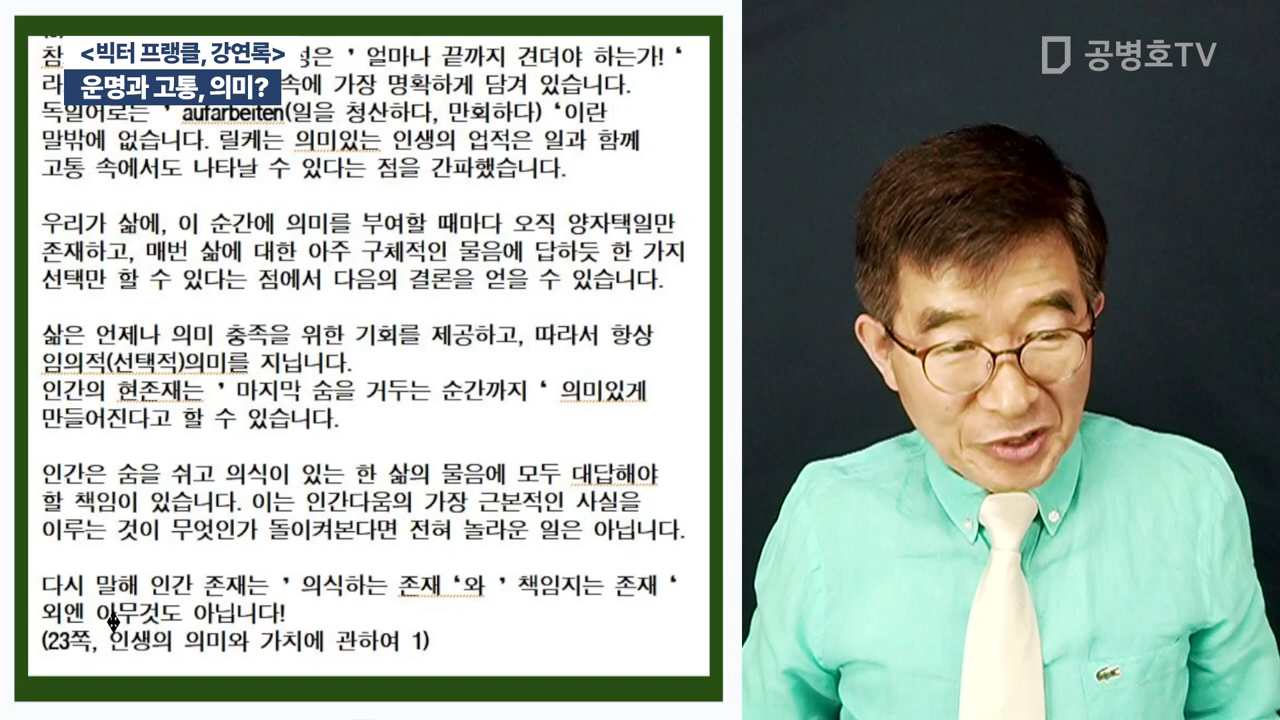 <빅터 프랭클, 강연록>
운명과 고통, 의미?
공병호TV
참 성은 ❜ 얼마나 끝까지 견뎌야 하는가! ❛
라 속에 가장 명확하게 담겨 있습니다.
독일어로는 ❜ aufarbeiten(일을 청산하다, 만회하다) ❛이란
말밖에 없습니다. 릴케는 의미있는 인생의 업적은 일과 함께
고통 속에서도 나타날 수 있다는 점을 간파했습니다.
우리가 삶에, 이 순간에 의미를 부여할 때마다 오직 양자택일만
존재하고, 매번 삶에 대한 아주 구체적인 물음에 답하듯 한 가지
선택만 할 수 있다는 점에서 다음의 결론을 얻을 수 있습니다.
삶은 언제나 의미 충족을 위한 기회를 제공하고, 따라서 항상
임의적(선택적)의미를 지닙니다.
인간의 현존재는 ❜ 마지막 숨을 거두는 순간까지 ❛ 의미있게
만들어진다고 할 수 있습니다.
인간은 숨을 쉬고 의식이 있는 한 삶의 물음에 모두 대답해야
할 책임이 있습니다. 이는 인간다움의 가장 근본적인 사실을
이루는 것이 무엇인가 돌이켜본다면 전혀 놀라운 일은 아닙니다.
다시 말해 인간 존재는 ❜ 의식하는 존재 ❛와 ❜ 책임지는 존재 ❛
외엔 아무것도 아닙니다!
(23쪽, 인생의 의미와 가치에 관하여 1)